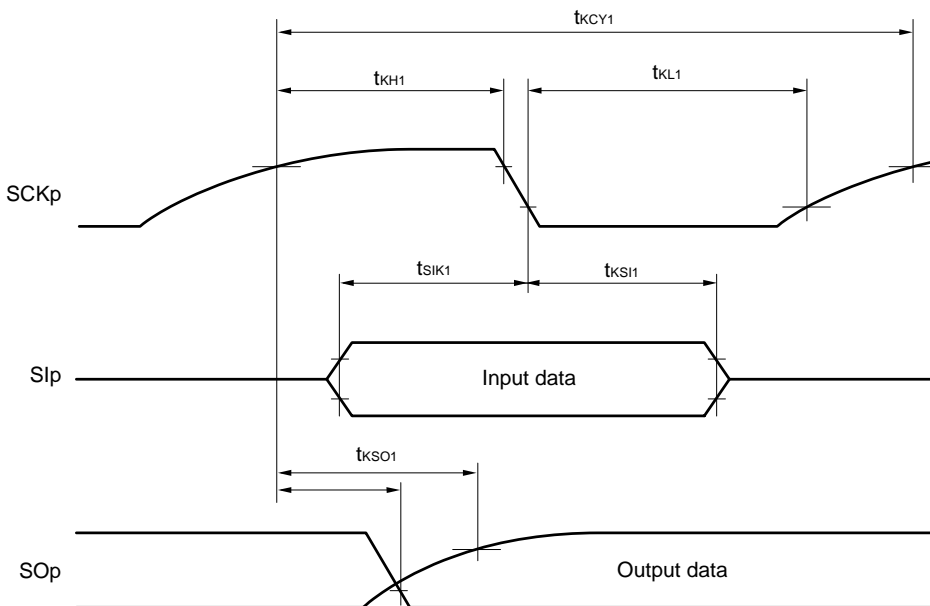 tKCY1
tKH1
tKL1
SCKp
tSIK1
tKSI1
SIp
Input data
tKSO1
SOp
Output data